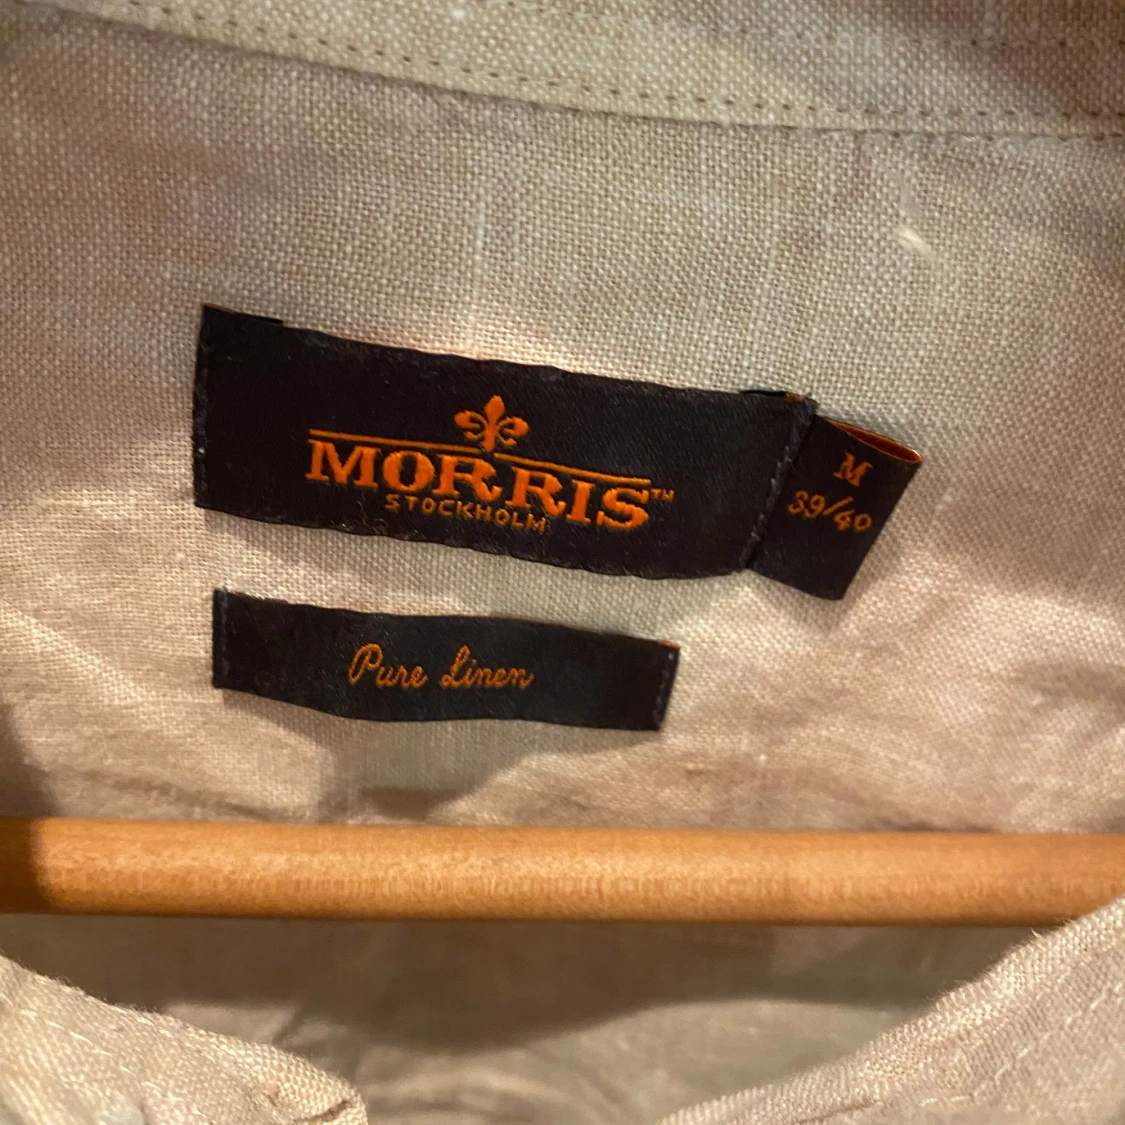 MORRIS™
STOCKHOLM
M
39/40
Pure Linen